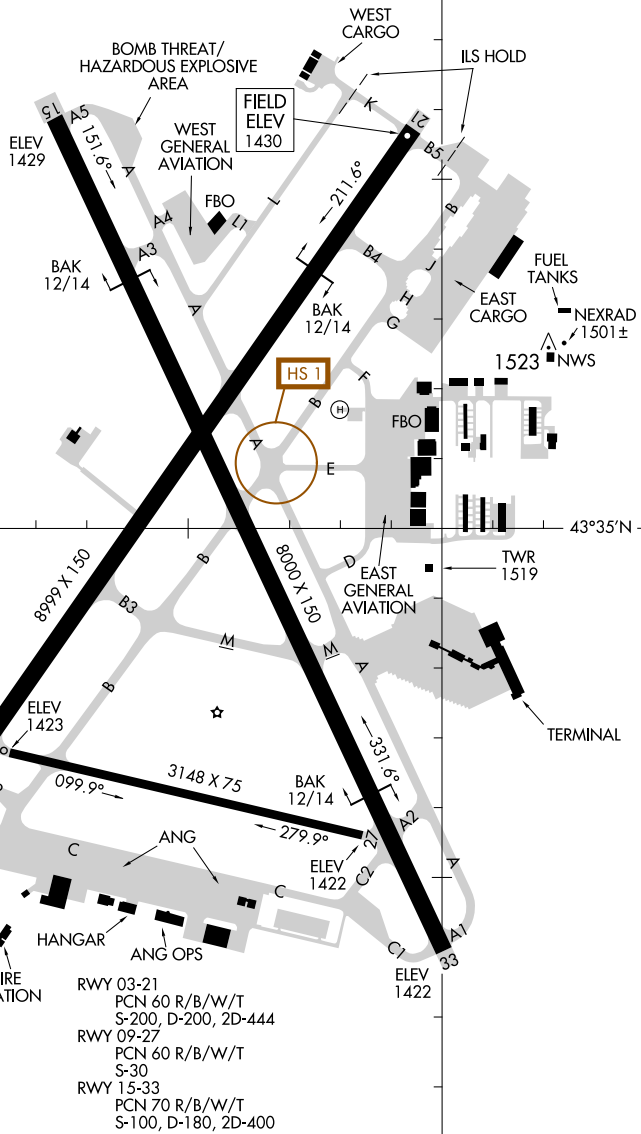 WEST
CARGO
BOMB THREAT/
HAZARDOUS EXPLOSIVE
AREA
ILS HOLD
FIELD
ELEV
1430
15
A5
K
21
ELEV
1429
151.6°
WEST
GENERAL
AVIATION
B5
A
211.6°
FBO
L
B
A4
L1
A3
B4
J
BAK
12/14
FUEL
TANKS
A
BAK
12/14
H
EAST
CARGO
NEXRAD
1501±
G
1523
NWS
HS 1
F
B
H
FBO
A
E
43°35'N
8999 X 150
B
8000 X 150
D
EAST
GENERAL
AVIATION
TWR
1519
B3
M
M
A
B
ELEV
1423
TERMINAL
331.6°
3148 X 75
BAK
12/14
099.9°
279.9°
A2
27
C
ANG
ELEV
1422
A
C2
C
HANGAR
ANG OPS
C1
A1
33
IRE
ATION
ELEV
1422
RWY 03-21
PCN 60 R/B/W/T
S-200, D-200, 2D-444
RWY 09-27
PCN 60 R/B/W/T
S-30
RWY 15-33
PCN 70 R/B/W/T
S-100, D-180, 2D-400